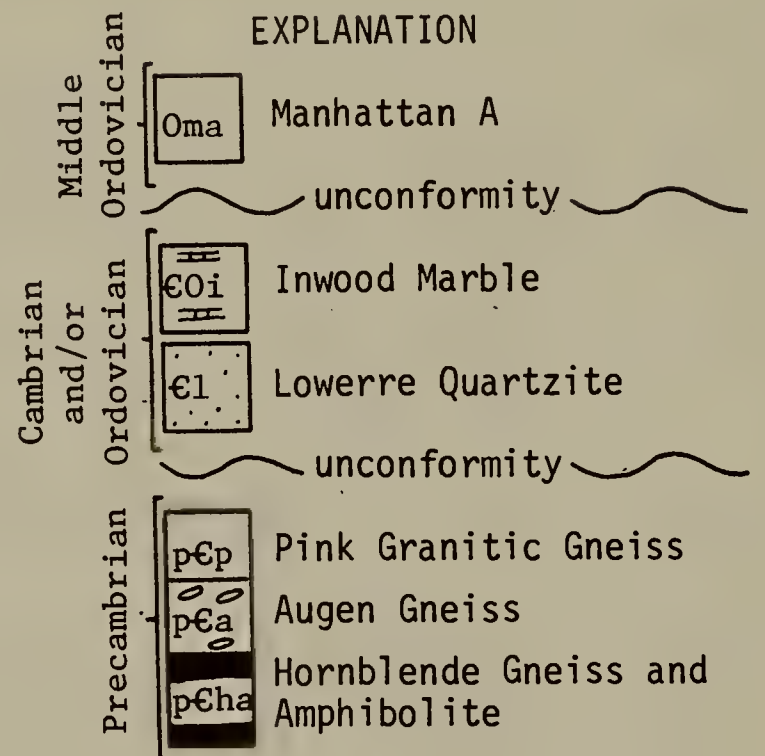 EXPLANATION
Middle
Ordovician
Oma
Manhattan A
unconformity
Cambrian
and/or
Ordovician
€Oi
Inwood Marble
€l
Lowerre Quartzite
unconformity
Precambrian
p€p
Pink Granitic Gneiss
p€a
Augen Gneiss
p€ha
Hornblende Gneiss and
Amphibolite